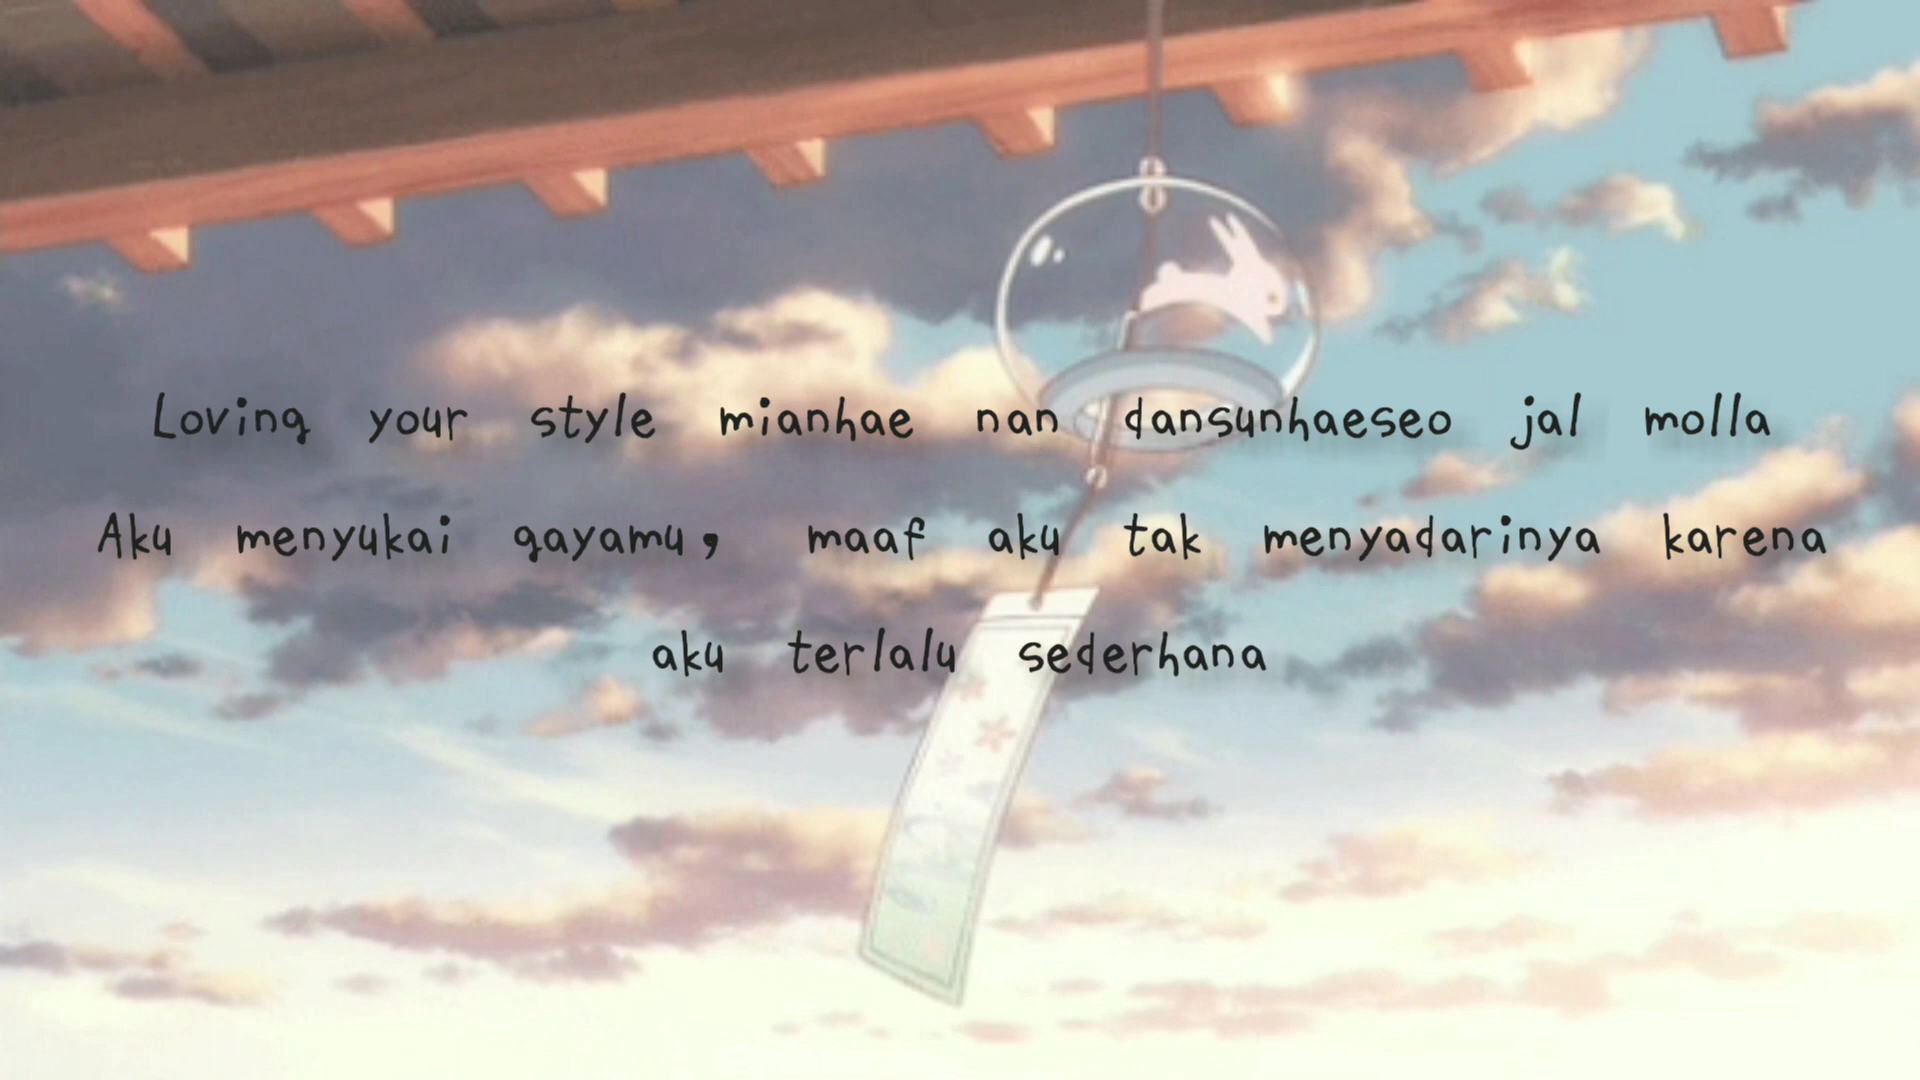 Loving your style mianhae nan dansunhaeseo jal molla
Aku menyukai gayamu, maaf aku tak menyadarinya karena
aku terlalu sederhana